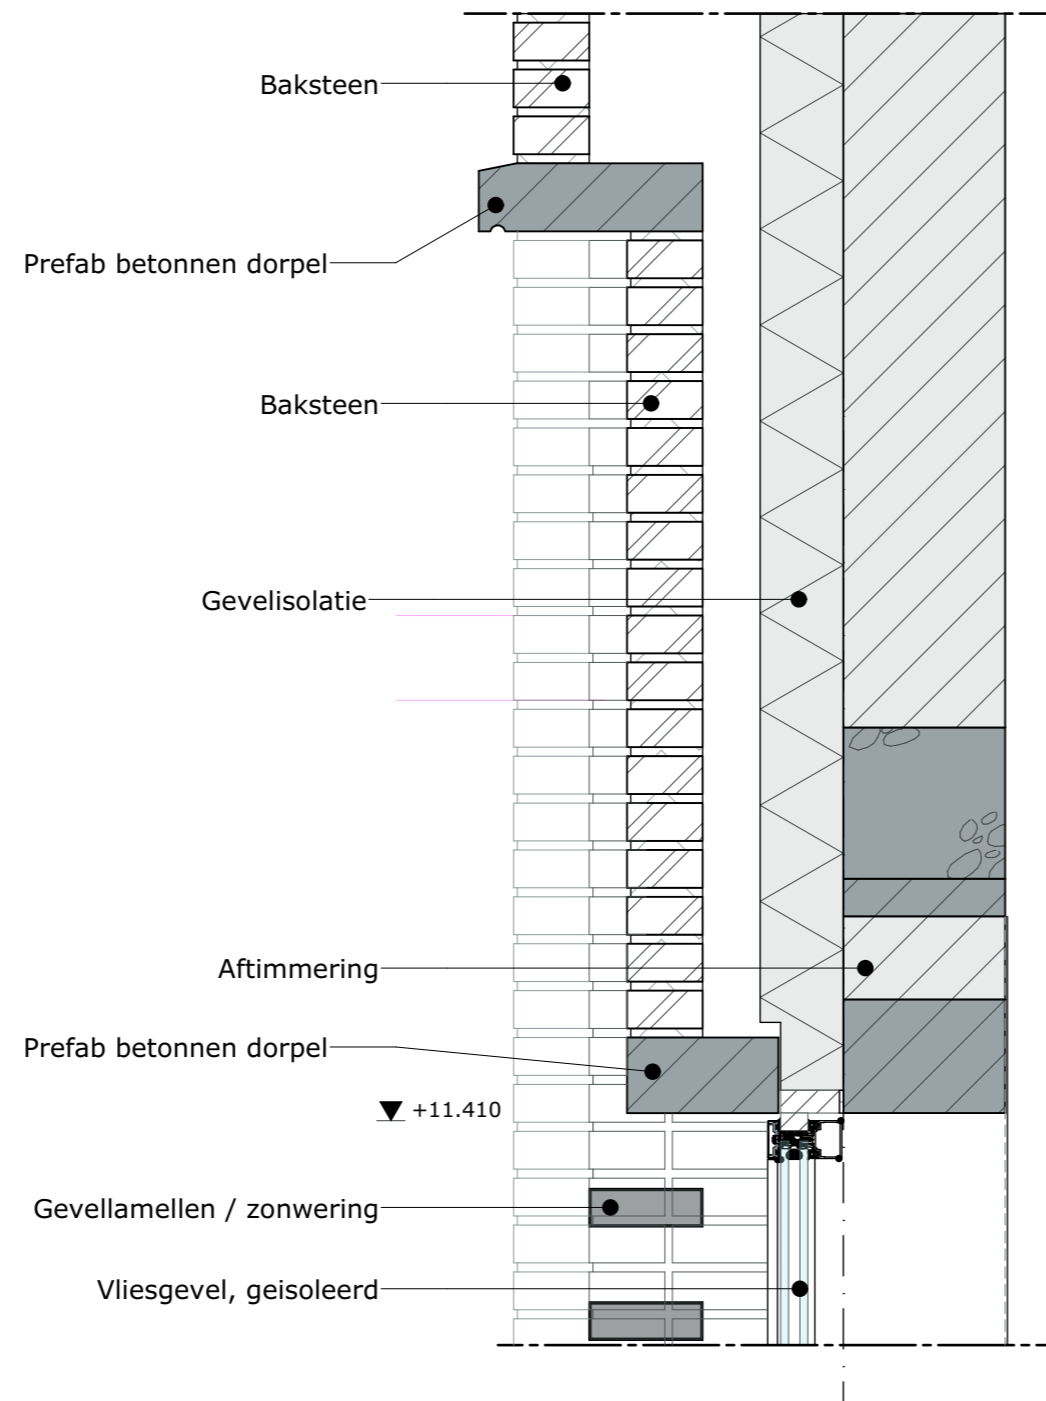 Baksteen
Prefab betonnen dorpel
Baksteen
Gevelisolatie
Aftimmering
Prefab betonnen dorpel
+11.410
Gevellamellen / zonwering
Vliesgevel, geisoleerd